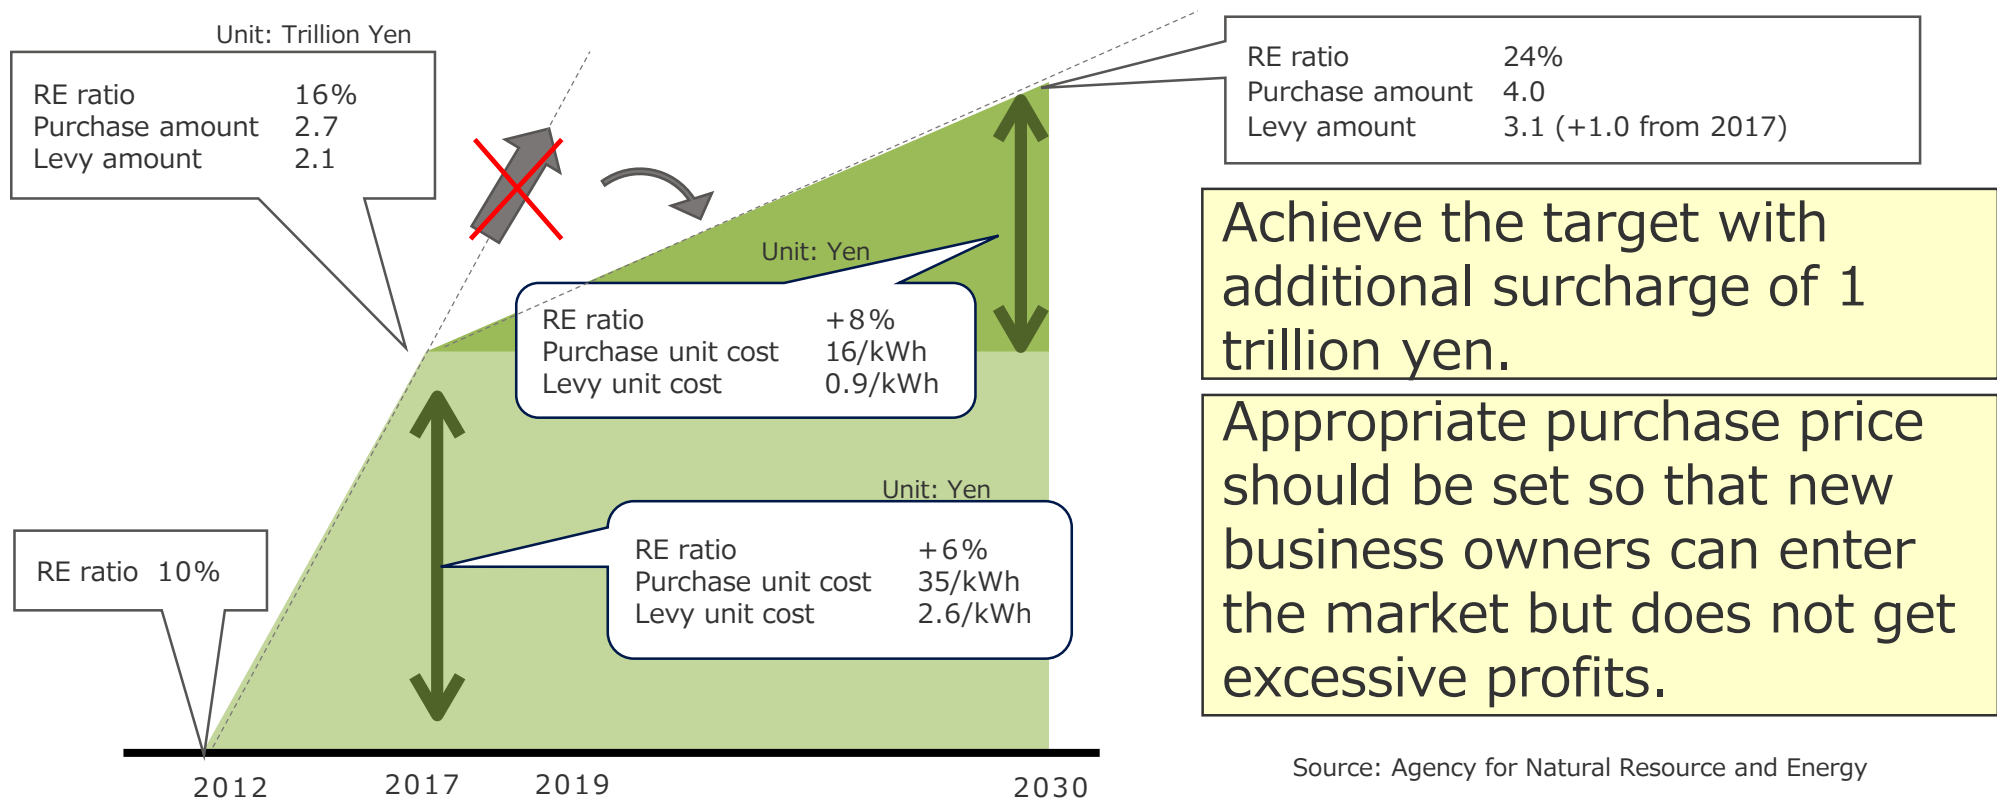 Unit: Trillion Yen
RE ratio 16%
Purchase amount 2.7
Levy amount 2.1
RE ratio 24%
Purchase amount 4.0
Levy amount 3.1 (+1.0 from 2017)
Achieve the target with
additional surcharge of 1
trillion yen.
Unit: Yen
RE ratio +8%
Purchase unit cost 16/kWh
Levy unit cost 0.9/kWh
Appropriate purchase price
should be set so that new
business owners can enter
the market but does not get
excessive profits.
Unit: Yen
RE ratio +6%
Purchase unit cost 35/kWh
Levy unit cost 2.6/kWh
RE ratio 10%
2012 2017 2019 2030
Source: Agency for Natural Resource and Energy